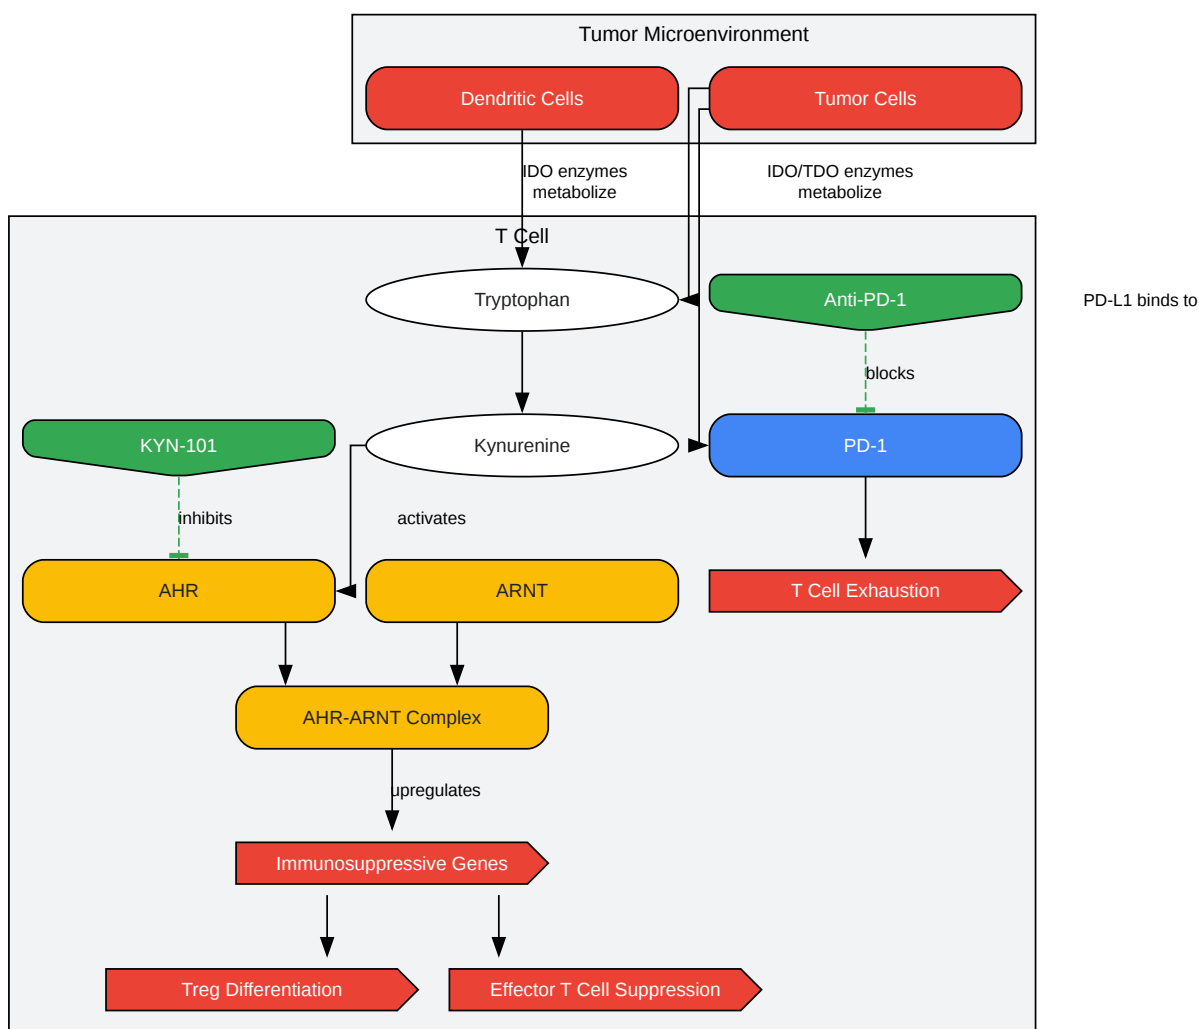 Tumor Microenvironment
Dendritic Cells
Tumor Cells
IDO enzymes
metabolize
IDO/TDO enzymes
metabolize
T Cell
Tryptophan
Anti-PD-1
PD-L1 binds to
blocks
KYN-101
Kynurenine
PD-1
inhibits
activates
AHR
ARNT
T Cell Exhaustion
AHR-ARNT Complex
upregulates
Immunosuppressive Genes
Treg Differentiation
Effector T Cell Suppression